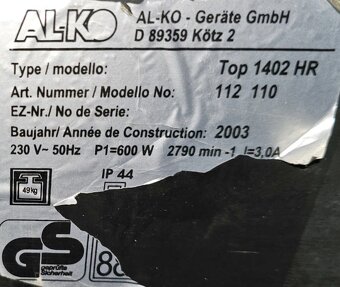 AL-KO
AL-KO - Geräte GmbH
D 89359 Kötz 2
Type / modello: Top 1402 HR
Art. Nummer / Modello No: 112 110
EZ-Nr./ No de Serie:
Baujahr/ Année de Construction: 2003
230 V~ 50Hz P1=600 W 2790 min -1 I=3,0A
IP 44
49kg
GS
geprüfte
Sicherheit